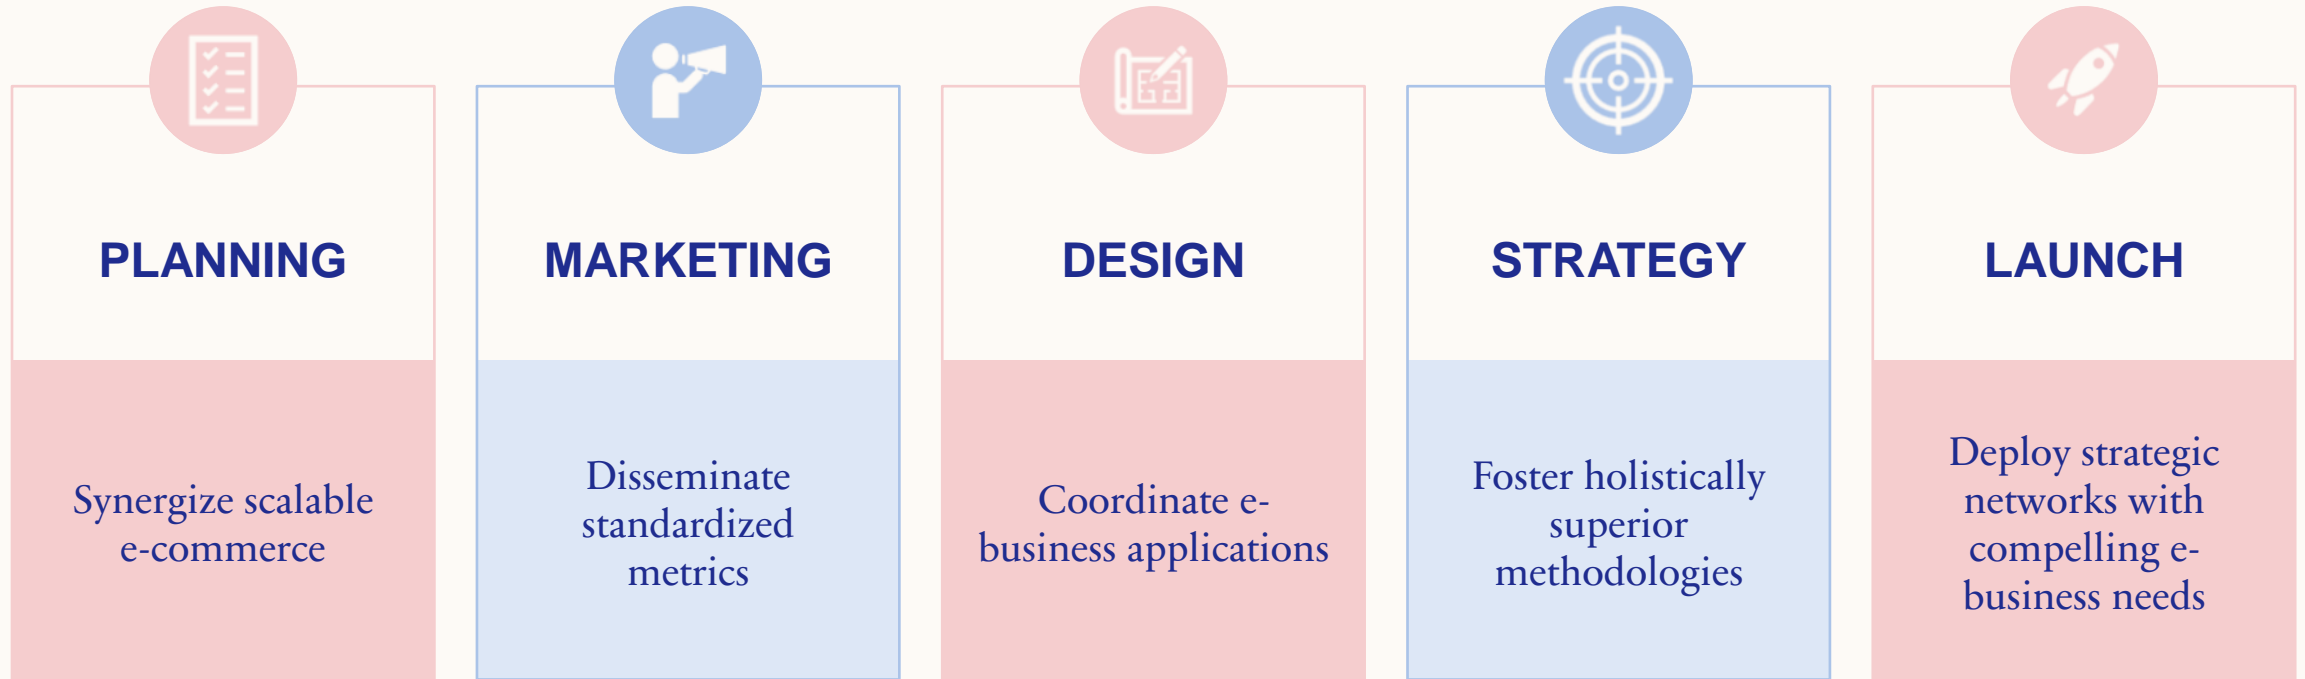 PLANNING
Synergize scalable
e-commerce
MARKETING
Disseminate
standardized
metrics
DESIGN
Coordinate e-
business applications
STRATEGY
Foster holistically
superior
methodologies
LAUNCH
Deploy strategic
networks with
compelling e-
business needs